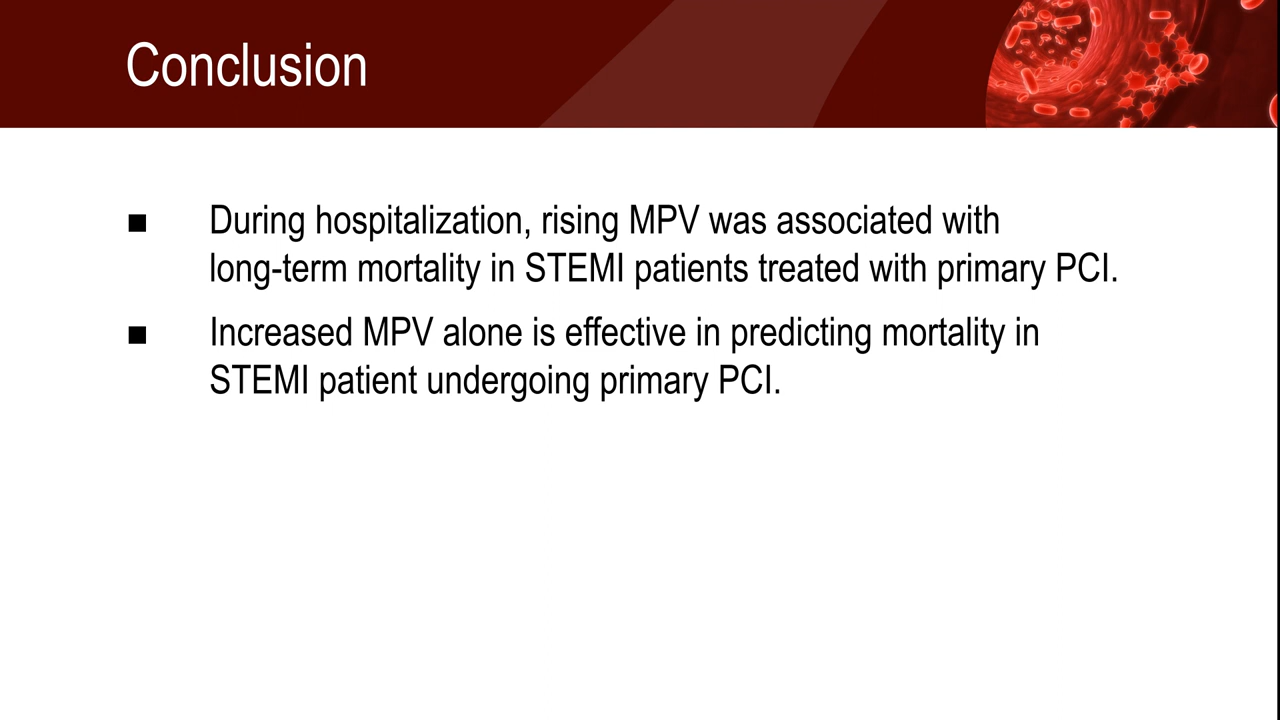 Conclusion
■ During hospitalization, rising MPV was associated with
long-term mortality in STEMI patients treated with primary PCI.
■ Increased MPV alone is effective in predicting mortality in
STEMI patient undergoing primary PCI.